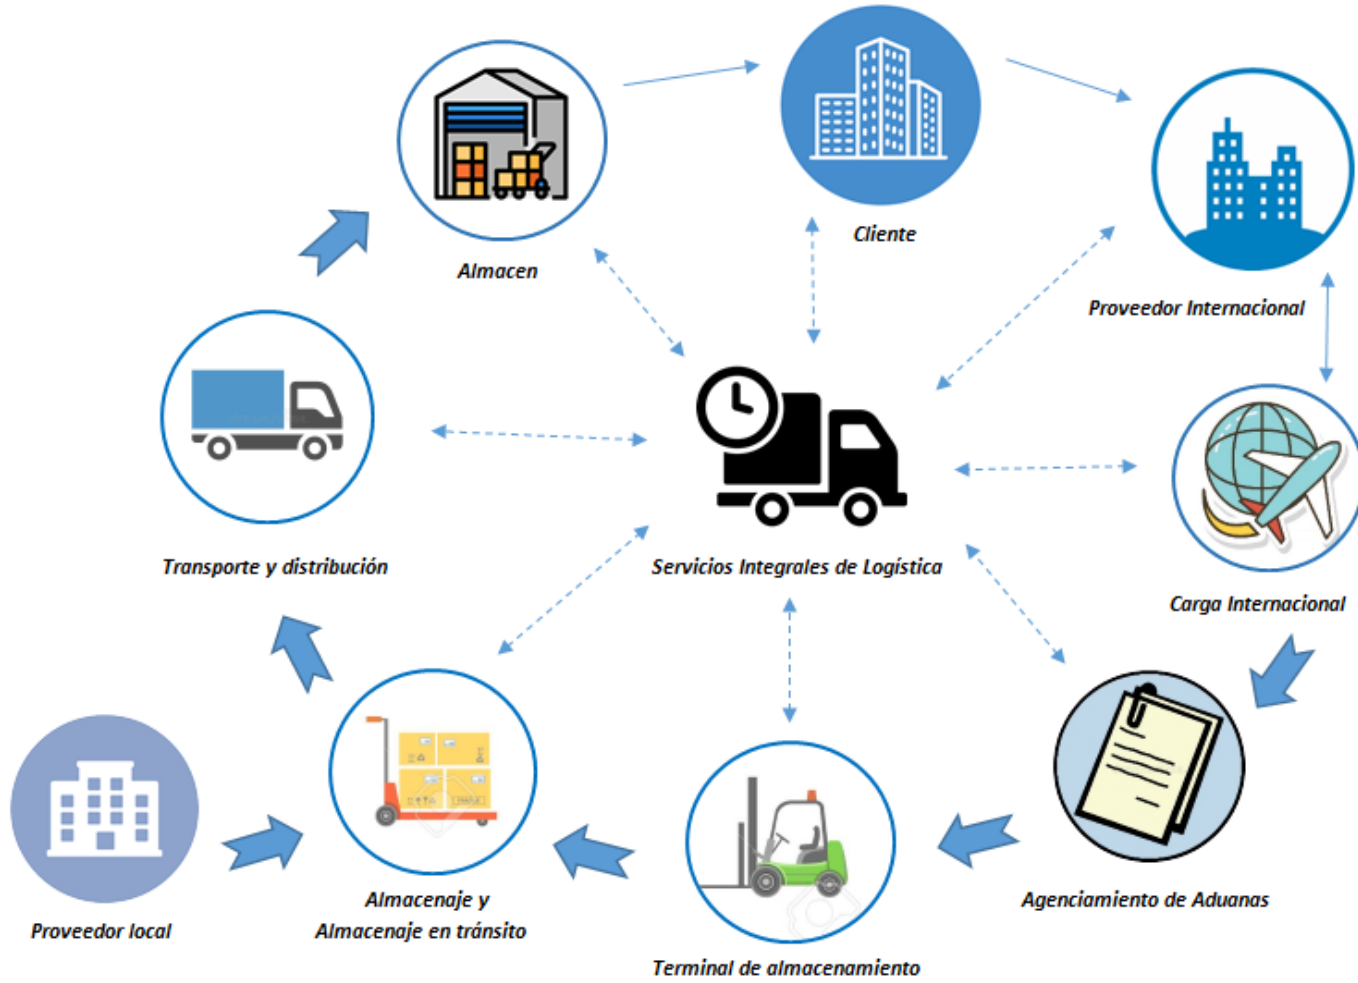 Cliente
Almacen
Proveedor Internacional
Transporte y distribución
Servicios Integrales de Logística
Carga Internacional
Proveedor local
Almacenaje y
Almacenaje en tránsito
Agenciamiento de Aduanas
Terminal de almacenamiento